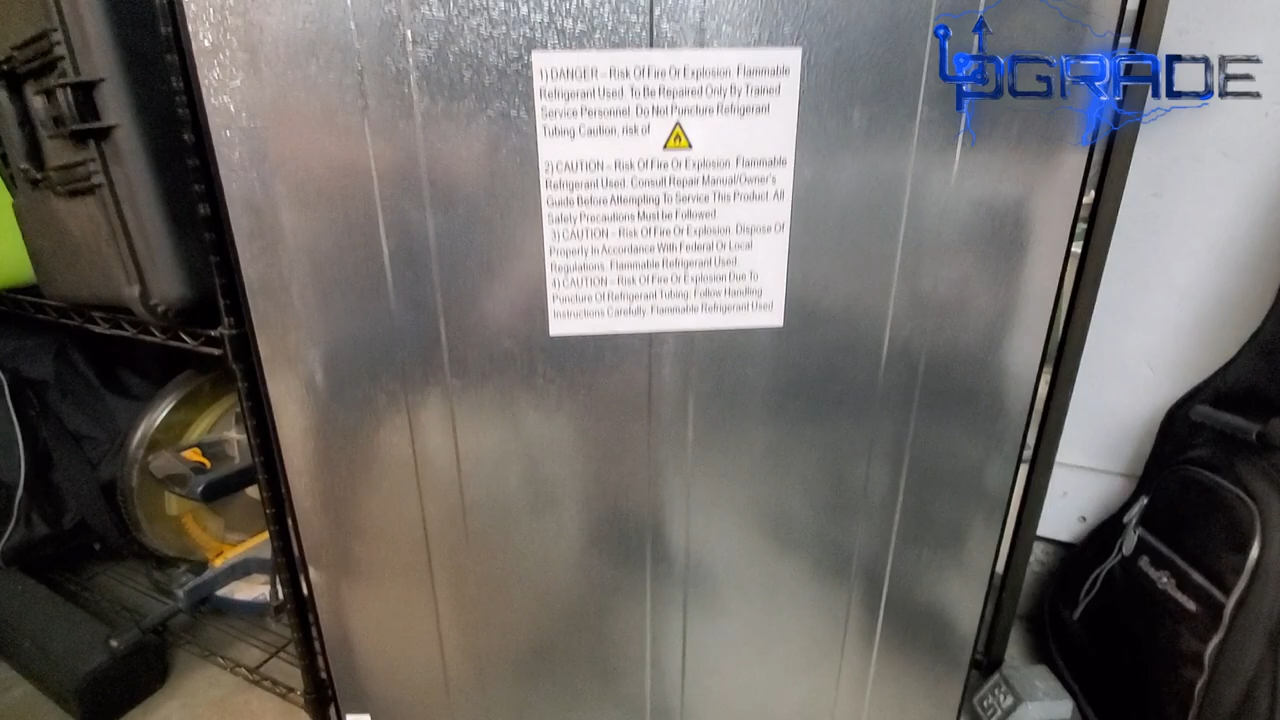 UPGRADE
1) DANGER – Risk Of Fire Or Explosion. Flammable
Refrigerant Used. To Be Repaired Only By Trained
Service Personnel. Do Not Puncture Refrigerant
Tubing Caution, risk of
2) CAUTION – Risk Of Fire Or Explosion. Flammable
Refrigerant Used. Consult Repair Manual/Owner's
Guide Before Attempting To Service This Product. All
Safety Precautions Must be Followed
3) CAUTION – Risk Of Fire Or Explosion. Dispose Of
Properly In Accordance With Federal Or Local
Regulations. Flammable Refrigerant Used.
4) CAUTION – Risk Of Fire Or Explosion Due To
Puncture Of Refrigerant Tubing; Follow Handling
Instructions Carefully. Flammable Refrigerant Used